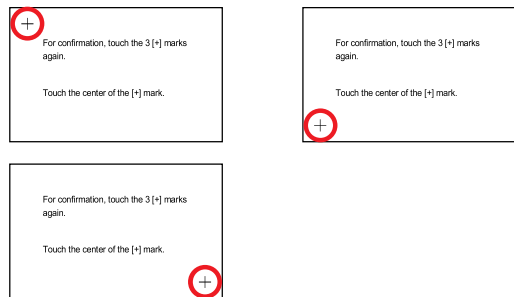 +
For confirmation, touch the 3 [+] marks
again.
Touch the center of the [+] mark.
For confirmation, touch the 3 [+] marks
again.
Touch the center of the [+] mark.
+
For confirmation, touch the 3 [+] marks
again.
Touch the center of the [+] mark.
+